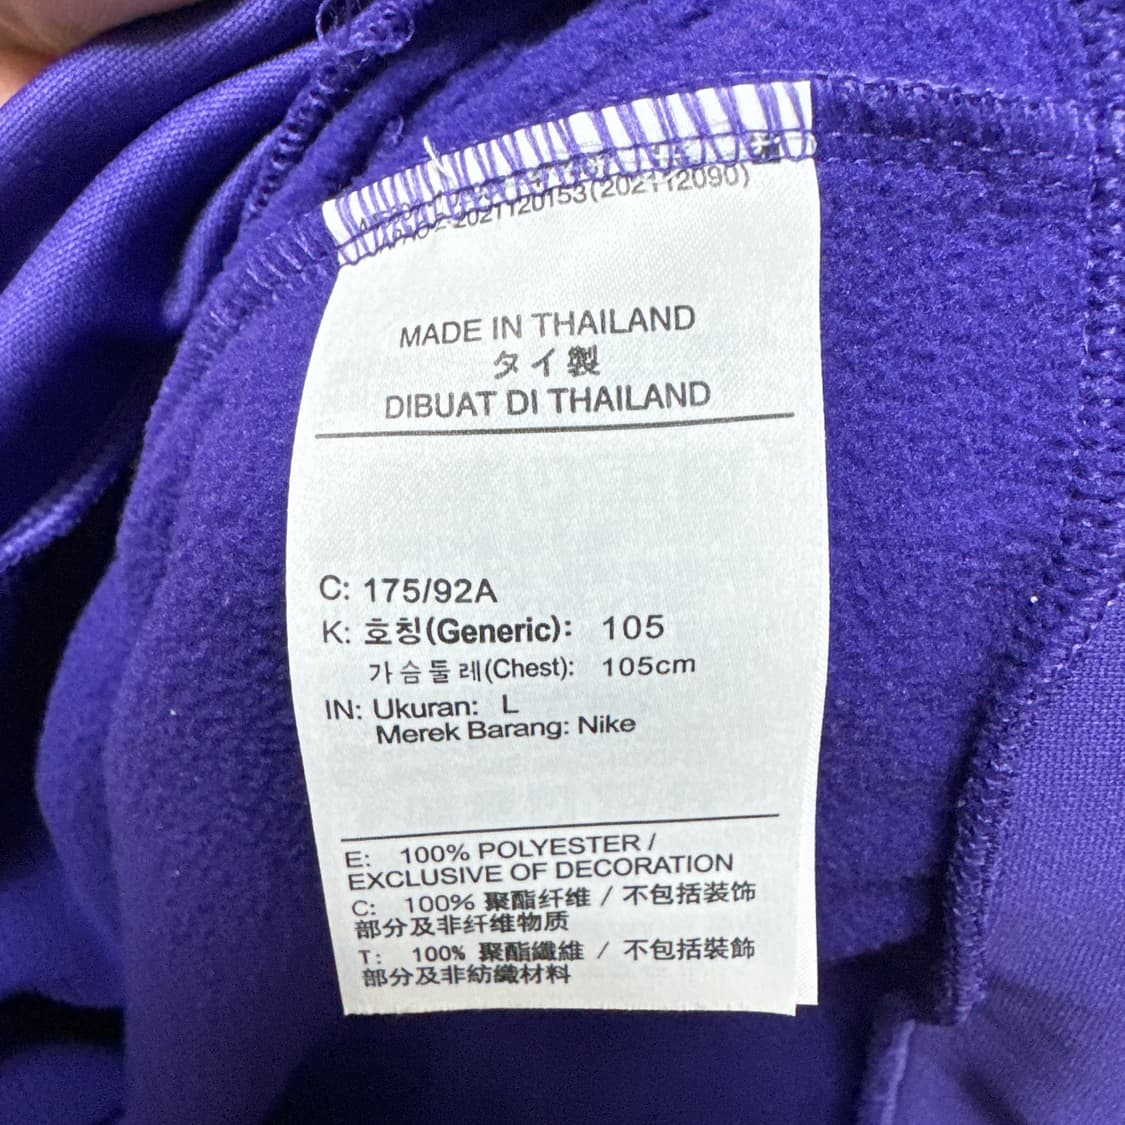 2021120153(202112090)
MADE IN THAILAND
タイ製
DIBUAT DI THAILAND
C: 175/92A
K: 호칭(Generic): 105
가슴둘레(Chest): 105cm
IN: Ukuran: L
Merek Barang: Nike
E: 100% POLYESTER /
EXCLUSIVE OF DECORATION
C: 100% 聚酯纤维 / 不包括装饰
部分及非纤维物质
T: 100% 聚酯纖維 / 不包括裝飾
部分及非紡織材料